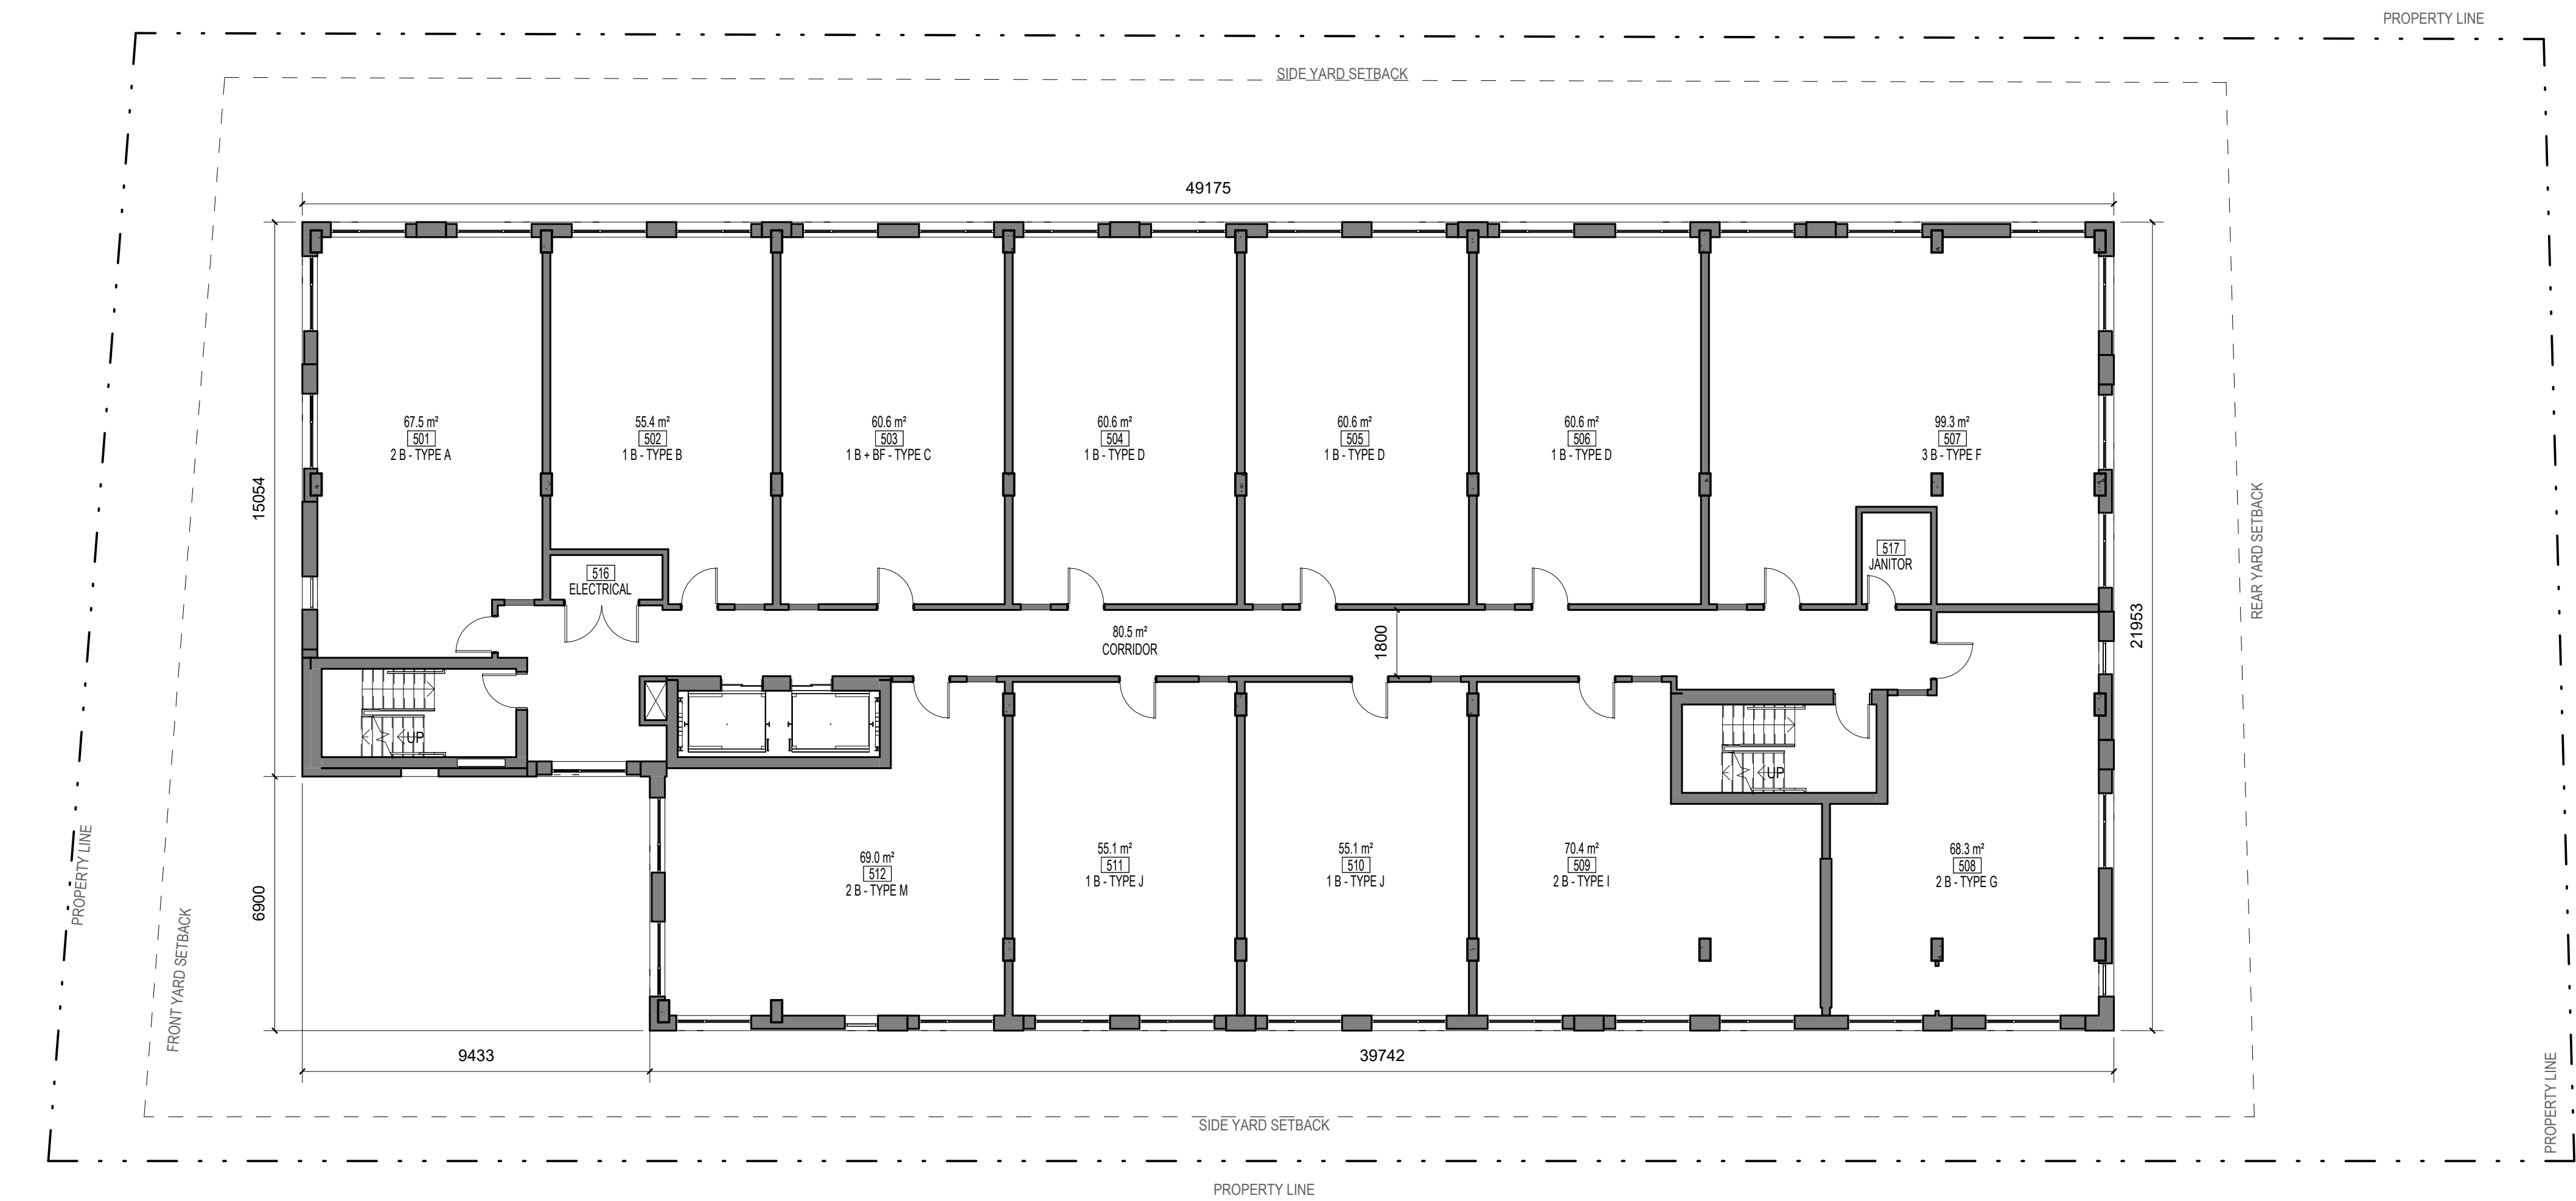 PROPERTY LINE
SIDE YARD SETBACK
49175
67.5 m²
501
2 B - TYPE A
55.4 m²
502
1 B - TYPE B
60.6 m²
503
1 B + BF - TYPE C
60.6 m²
504
1 B - TYPE D
60.6 m²
505
1 B - TYPE D
60.6 m²
506
1 B - TYPE D
99.3 m²
507
3 B - TYPE F
15054
516
ELECTRICAL
517
JANITOR
REAR YARD SETBACK
21953
80.5 m²
CORRIDOR
1800
UP
UP
69.0 m²
512
2 B - TYPE M
55.1 m²
511
1 B - TYPE J
55.1 m²
510
1 B - TYPE J
70.4 m²
509
2 B - TYPE I
68.3 m²
508
2 B - TYPE G
PROPERTY LINE
FRONT YARD SETBACK
6900
9433
39742
PROPERTY LINE
SIDE YARD SETBACK
PROPERTY LINE